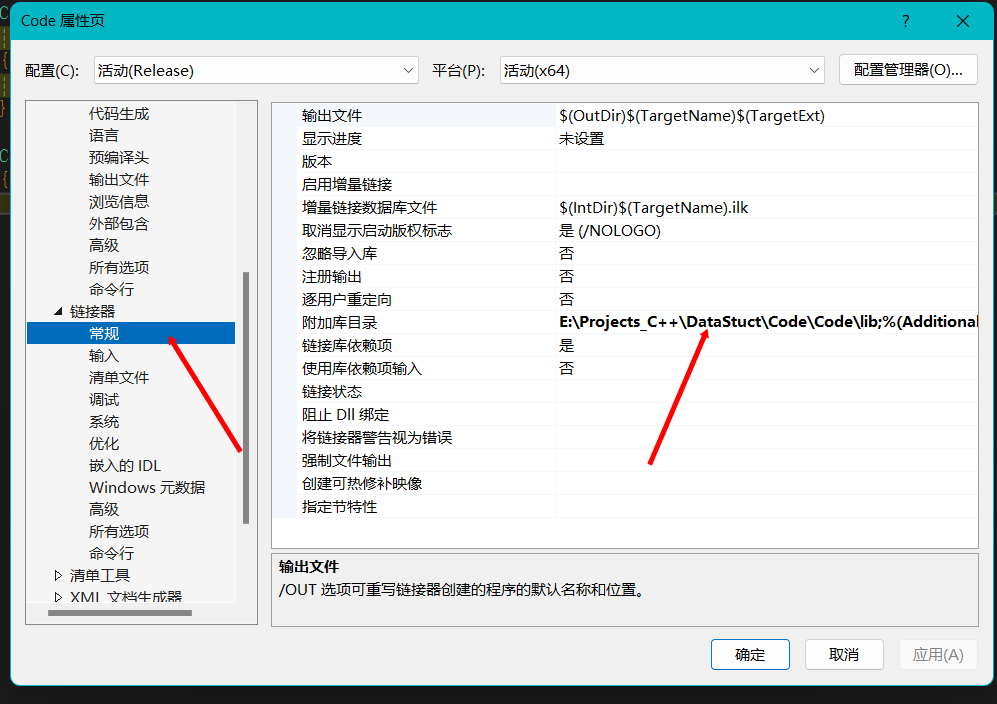 Code 属性页
配置(C):
活动(Release)
平台(P):
活动(x64)
配置管理器(O)...
代码生成
语言
预编译头
输出文件
浏览信息
外部包含
高级
所有选项
命令行
链接器
常规
输入
清单文件
调试
系统
优化
嵌入的 IDL
Windows 元数据
高级
所有选项
命令行
清单工具
XML 文档生成器
输出文件 $(OutDir)$(TargetName)$(TargetExt)
显示进度 未设置
版本
启用增量链接
增量链接数据库文件 $(IntDir)$(TargetName).ilk
取消显示启动版权标志 是 (/NOLOGO)
忽略导入库 否
注册输出 否
逐用户重定向 否
附加库目录 E:\Projects_C++\DataStuct\Code\Code\lib;%(Additional
链接库依赖项 是
使用库依赖项输入 否
链接状态
阻止 Dll 绑定
将链接器警告视为错误
强制文件输出
创建可热修补映像
指定节特性
输出文件
/OUT 选项可重写链接器创建的程序的默认名称和位置。
确定
取消
应用(A)